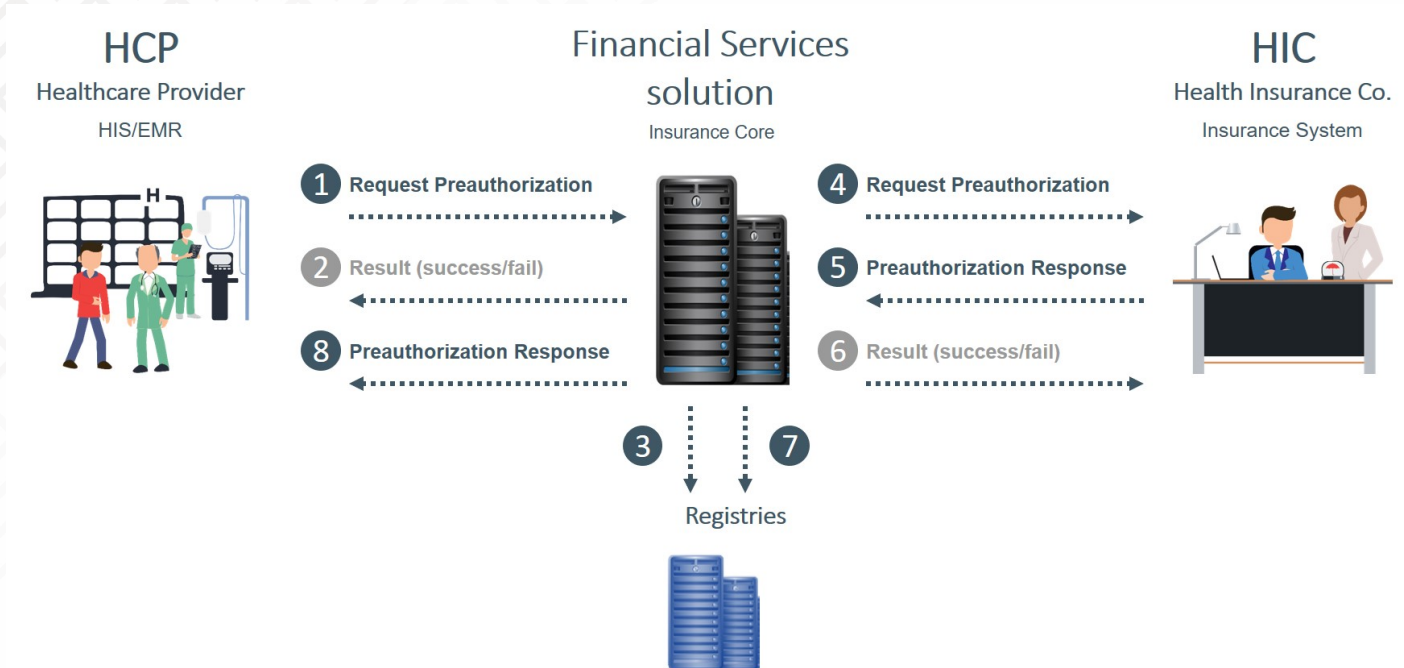 HCP
Healthcare Provider
HIS/EMR
Financial Services
solution
Insurance Core
HIC
Health Insurance Co.
Insurance System
H
1 Request Preauthorization
2 Result (success/fail)
8 Preauthorization Response
4 Request Preauthorization
5 Preauthorization Response
6 Result (success/fail)
3
7
Registries